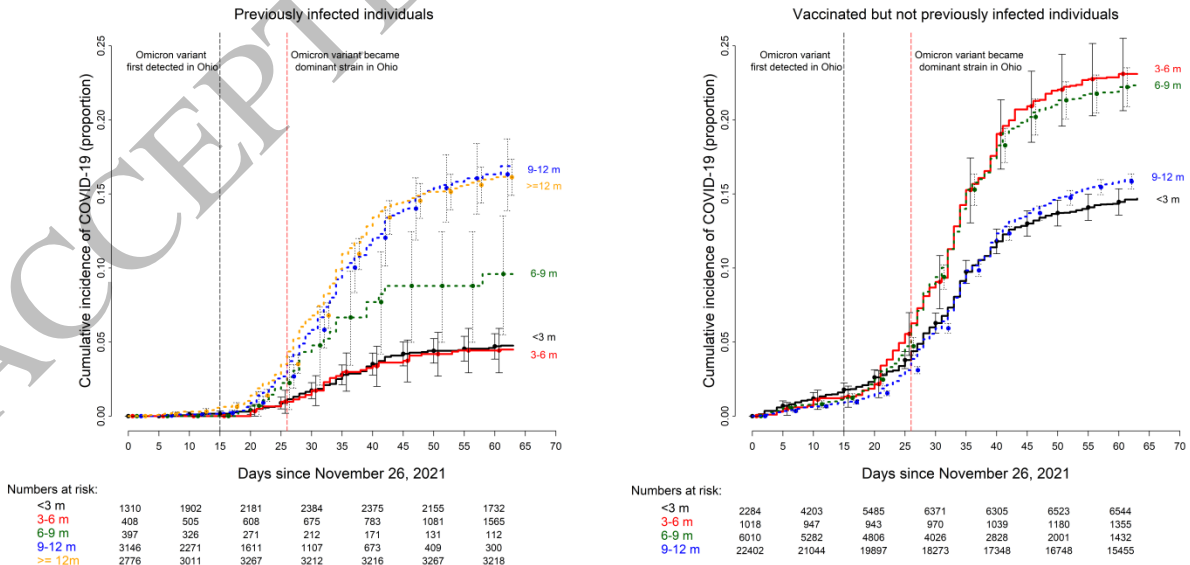 ACCEPT
Previously infected individuals
Cumulative incidence of COVID-19 (proportion)
0.25
0.20
0.15
0.10
0.05
0.00
Omicron variant
first detected in Ohio
Omicron variant became
dominant strain in Ohio
9-12 m
>=12 m
6-9 m
<3 m
3-6 m
0 5 10 15 20 25 30 35 40 45 50 55 60 65 70
Days since November 26, 2021
Numbers at risk:
<3 m 1310 1902 2181 2384 2375 2155 1732
3-6 m 408 505 608 675 783 1081 1565
6-9 m 397 326 271 212 171 131 112
9-12 m 3146 2271 1611 1107 673 409 300
>= 12m 2776 3011 3267 3212 3216 3267 3218
Vaccinated but not previously infected individuals
Cumulative incidence of COVID-19 (proportion)
0.25
0.20
0.15
0.10
0.05
0.00
Omicron variant
first detected in Ohio
Omicron variant became
dominant strain in Ohio
3-6 m
6-9 m
9-12 m
<3 m
0 5 10 15 20 25 30 35 40 45 50 55 60 65 70
Days since November 26, 2021
Numbers at risk:
<3 m 2284 4203 5485 6371 6305 6523 6544
3-6 m 1018 947 943 970 1039 1180 1355
6-9 m 6010 5282 4806 4026 2828 2001 1432
9-12 m 22402 21044 19897 18273 17348 16748 15455